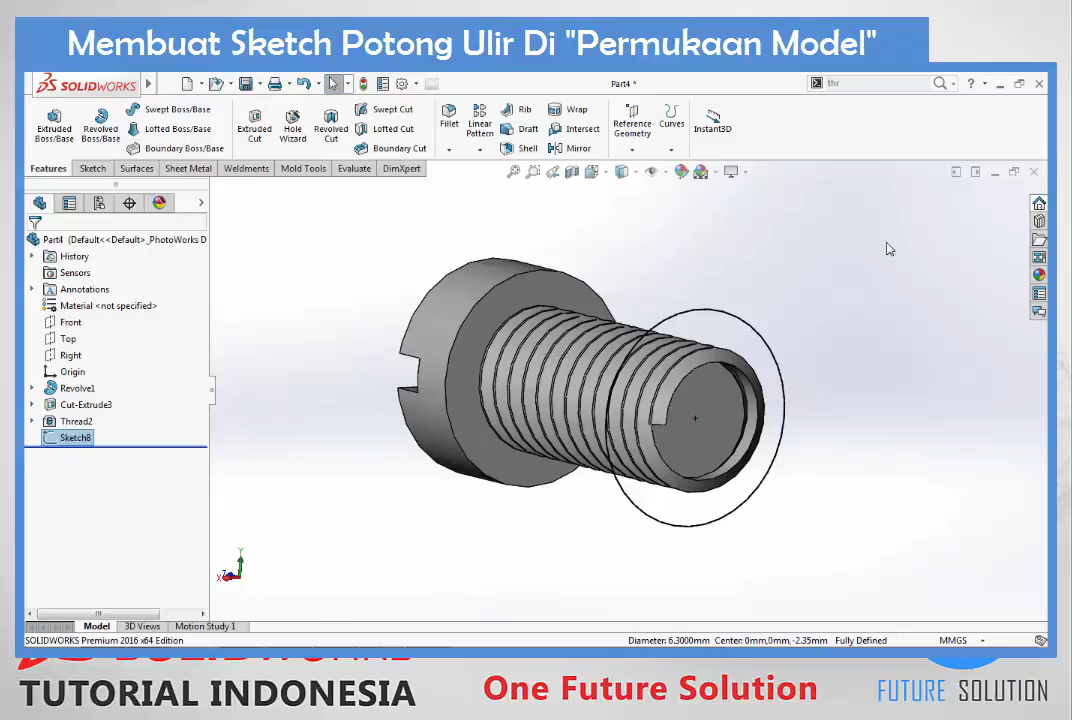 Membuat Sketch Potong Ulir Di "Permukaan Model"
SOLIDWORKS
Part4 *
thr
Extruded Boss/Base
Revolved Boss/Base
Swept Boss/Base
Lofted Boss/Base
Boundary Boss/Base
Extruded Cut
Hole Wizard
Revolved Cut
Swept Cut
Lofted Cut
Boundary Cut
Fillet
Linear Pattern
Rib
Draft
Shell
Wrap
Intersect
Mirror
Reference Geometry
Curves
Instant3D
Features
Sketch
Surfaces
Sheet Metal
Weldments
Mold Tools
Evaluate
DimXpert
Part4 (Default<<Default>_PhotoWorks D
History
Sensors
Annotations
Material <not specified>
Front
Top
Right
Origin
Revolve1
Cut-Extrude3
Thread2
Sketch8
Y
X
Z
Model
3D Views
Motion Study 1
SOLIDWORKS Premium 2016 x64 Edition
Diameter: 6.3000mm Center: 0mm,0mm,-2.35mm
Fully Defined
MMGS
TUTORIAL INDONESIA
One Future Solution
FUTURE SOLUTION